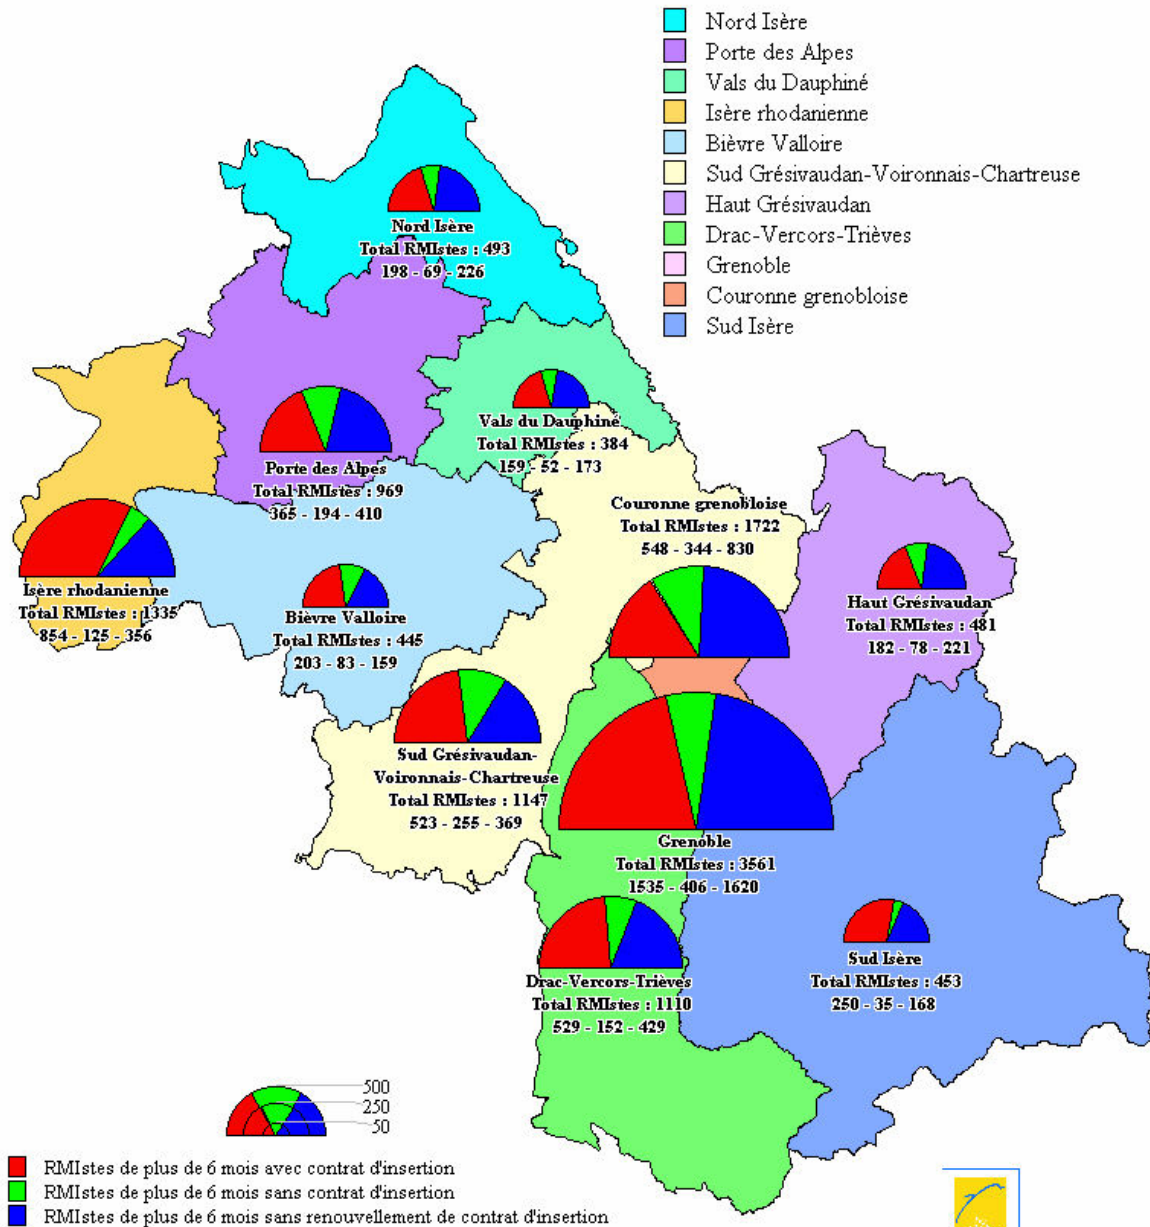 Nord Isère
Porte des Alpes
Vals du Dauphiné
Isère rhodanienne
Bièvre Valloire
Sud Grésivaudan-Voironnais-Chartreuse
Haut Grésivaudan
Drac-Vercors-Trièves
Grenoble
Couronne grenobloise
Sud Isère
Nord Isère
Total RMIstes : 493
198 - 69 - 226
Vals du Dauphiné
Total RMIstes : 384
159 - 52 - 173
Porte des Alpes
Total RMIstes : 969
365 - 194 - 410
Couronne grenobloise
Total RMIstes : 1722
548 - 344 - 830
Isère rhodanienne
Total RMIstes : 1335
854 - 125 - 356
Bièvre Valloire
Total RMIstes : 445
203 - 83 - 159
Haut Grésivaudan
Total RMIstes : 481
182 - 78 - 221
Sud Grésivaudan-
Voironnais-Chartreuse
Total RMIstes : 1147
523 - 255 - 369
Grenoble
Total RMIstes : 3561
1535 - 406 - 1620
Drac-Vercors-Trièves
Total RMIstes : 1110
529 - 152 - 429
Sud Isère
Total RMIstes : 453
250 - 35 - 168
500
250
50
RMIstes de plus de 6 mois avec contrat d'insertion
RMIstes de plus de 6 mois sans contrat d'insertion
RMIstes de plus de 6 mois sans renouvellement de contrat d'insertion